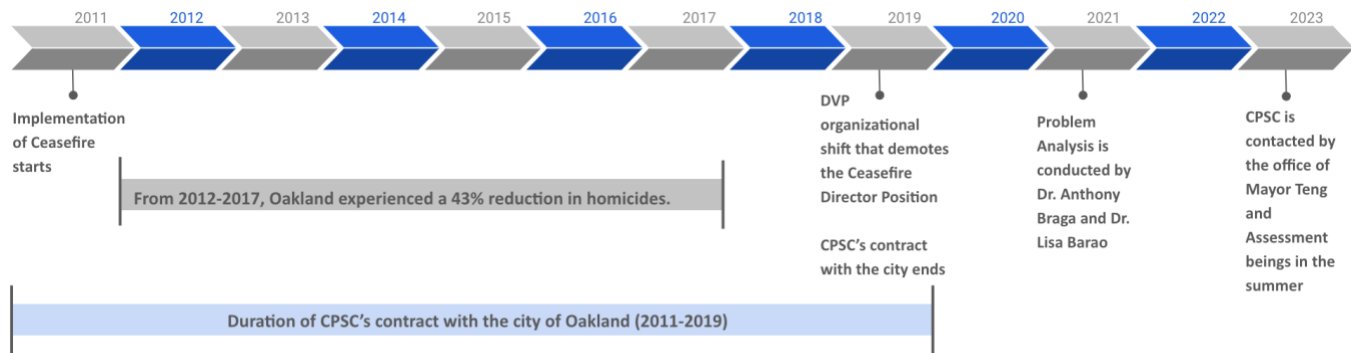 2011 2012 2013 2014 2015 2016 2017 2018 2019 2020 2021 2022 2023
Implementation
of Ceasefire
starts
From 2012-2017, Oakland experienced a 43% reduction in homicides.
DVP
organizational
shift that demotes
the Ceasefire
Director Position
CPSC's contract
with the city ends
Problem
Analysis is
conducted by
Dr. Anthony
Braga and Dr.
Lisa Barao
CPSC is
contacted by
the office of
Mayor Teng
and
Assessment
beings in the
summer
Duration of CPSC's contract with the city of Oakland (2011-2019)